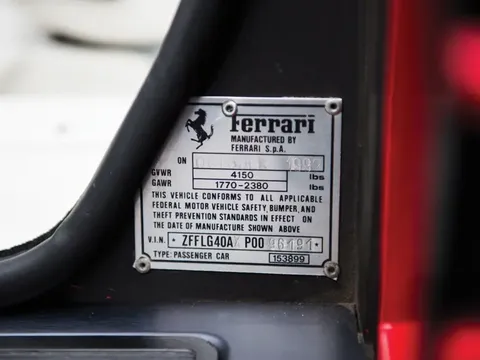 Ferrari
MANUFACTURED BY
FERRARI S.p.A.
ON
GVWR 4150 lbs
GAWR 1770-2380 lbs
THIS VEHICLE CONFORMS TO ALL APPLICABLE
FEDERAL MOTOR VEHICLE SAFETY, BUMPER, AND
THEFT PREVENTION STANDARDS IN EFFECT ON
THE DATE OF MANUFACTURE SHOWN ABOVE
V.I.N. * ZFFLG40A P00
TYPE: PASSENGER CAR 153899